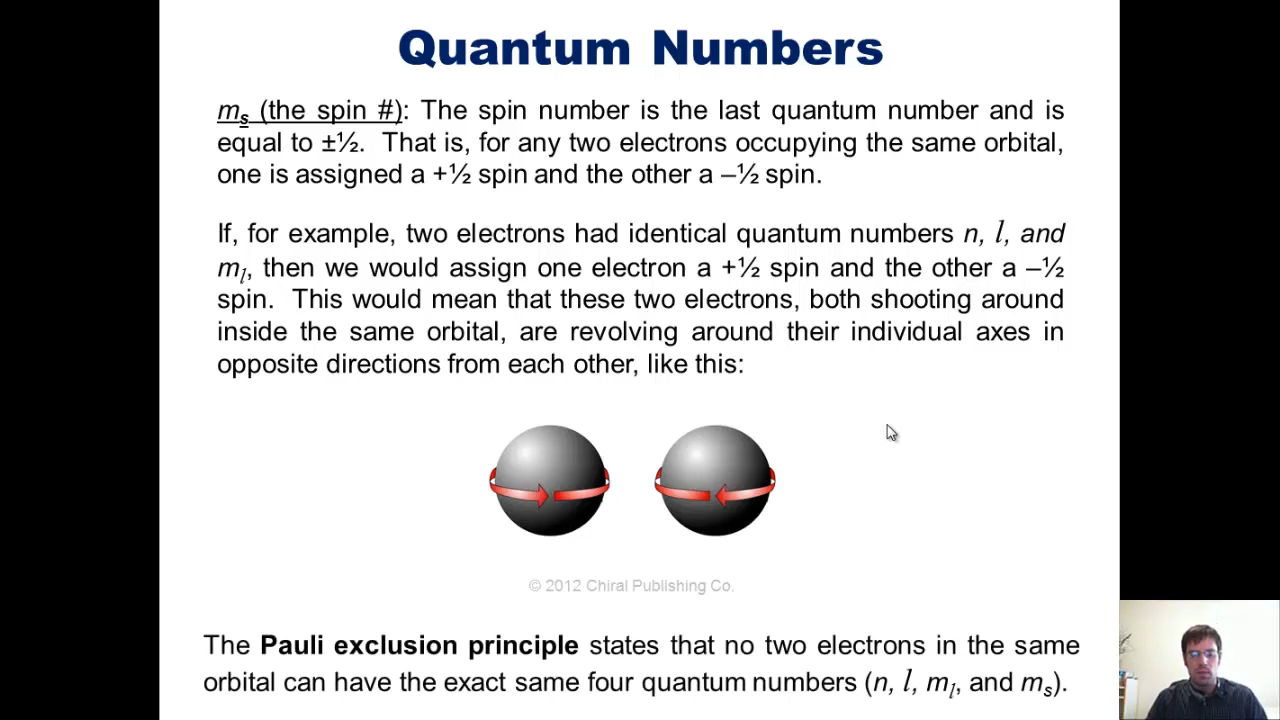 Quantum Numbers
ms (the spin #): The spin number is the last quantum number and is
equal to ±½. That is, for any two electrons occupying the same orbital,
one is assigned a +½ spin and the other a –½ spin.
If, for example, two electrons had identical quantum numbers n, l, and
ml, then we would assign one electron a +½ spin and the other a –½
spin. This would mean that these two electrons, both shooting around
inside the same orbital, are revolving around their individual axes in
opposite directions from each other, like this:
© 2012 Chiral Publishing Co.
The Pauli exclusion principle states that no two electrons in the same
orbital can have the exact same four quantum numbers (n, l, ml, and ms).